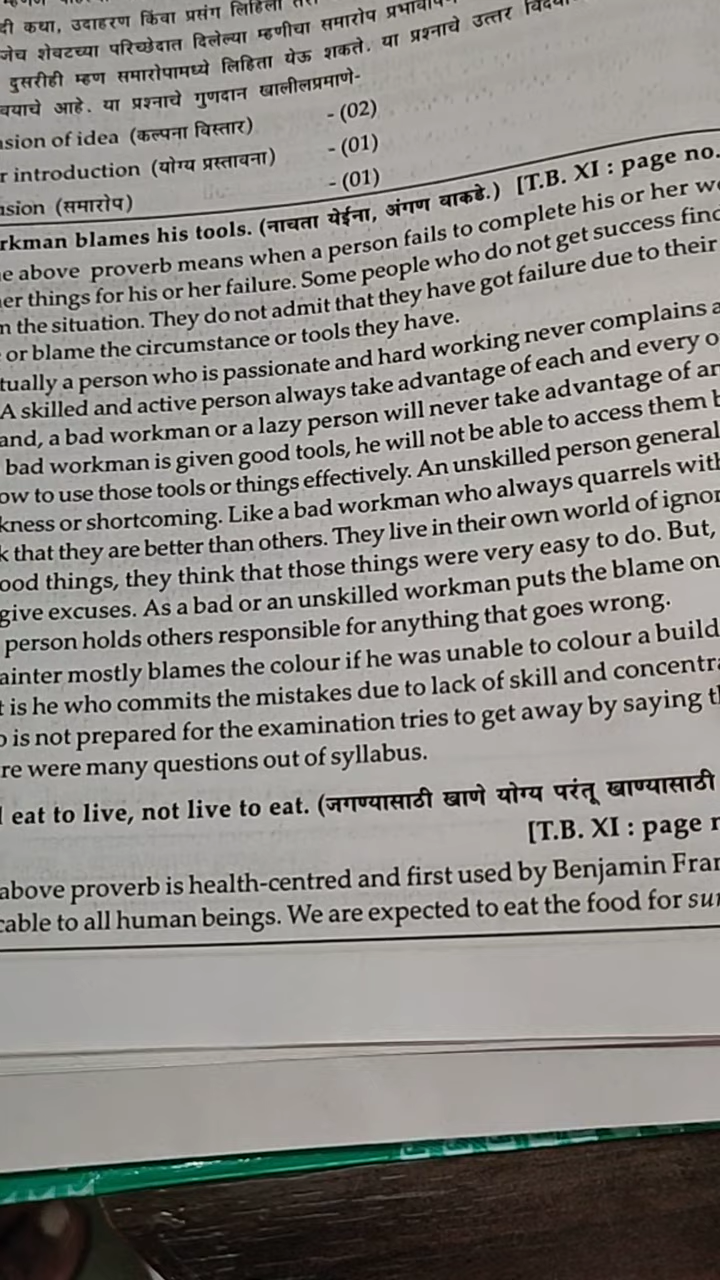 दी कथा, उदाहरण किंवा प्रसंग लिहिला
जेच शेवटच्या परिच्छेदात दिलेल्या म्हणीचा समारोप
दुसरीही म्हण समारोपामध्ये लिहिता येऊ शकते. या प्रश्नाचे उत्तर
वयाचे आहे. या प्रश्नाचे गुणदान खालीलप्रमाणे-
nsion of idea (कल्पना विस्तार) - (02)
r introduction (योग्य प्रस्तावना) - (01)
usion (समारोप) - (01)
rkman blames his tools. (नाचता येईना, अंगण वाकडे.) [T.B. XI : page no.
e above proverb means when a person fails to complete his or her w
er things for his or her failure. Some people who do not get success find
n the situation. They do not admit that they have got failure due to their
or blame the circumstance or tools they have.
tually a person who is passionate and hard working never complains a
A skilled and active person always take advantage of each and every o
and, a bad workman or a lazy person will never take advantage of an
bad workman is given good tools, he will not be able to access them b
ow to use those tools or things effectively. An unskilled person general
kness or shortcoming. Like a bad workman who always quarrels with
k that they are better than others. They live in their own world of ignor
ood things, they think that those things were very easy to do. But,
give excuses. As a bad or an unskilled workman puts the blame on
person holds others responsible for anything that goes wrong.
ainter mostly blames the colour if he was unable to colour a build
t is he who commits the mistakes due to lack of skill and concentra
o is not prepared for the examination tries to get away by saying th
re were many questions out of syllabus.
l eat to live, not live to eat. (जगण्यासाठी खाणे योग्य परंतू खाण्यासाठी
[T.B. XI : page n
above proverb is health-centred and first used by Benjamin Fran
cable to all human beings. We are expected to eat the food for sur